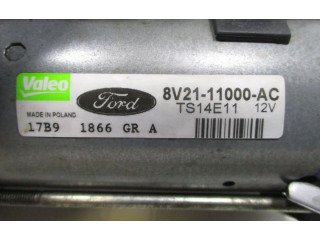 Valeo
Ford
8V21-11000-AC
TS14E11 12V
MADE IN POLAND
17B9 1866 GR A